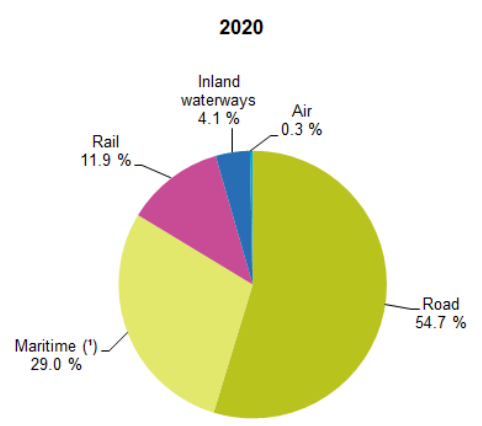 2020
Inland
waterways
4.1 %
Air
0.3 %
Rail
11.9 %
Road
54.7 %
Maritime (¹)
29.0 %